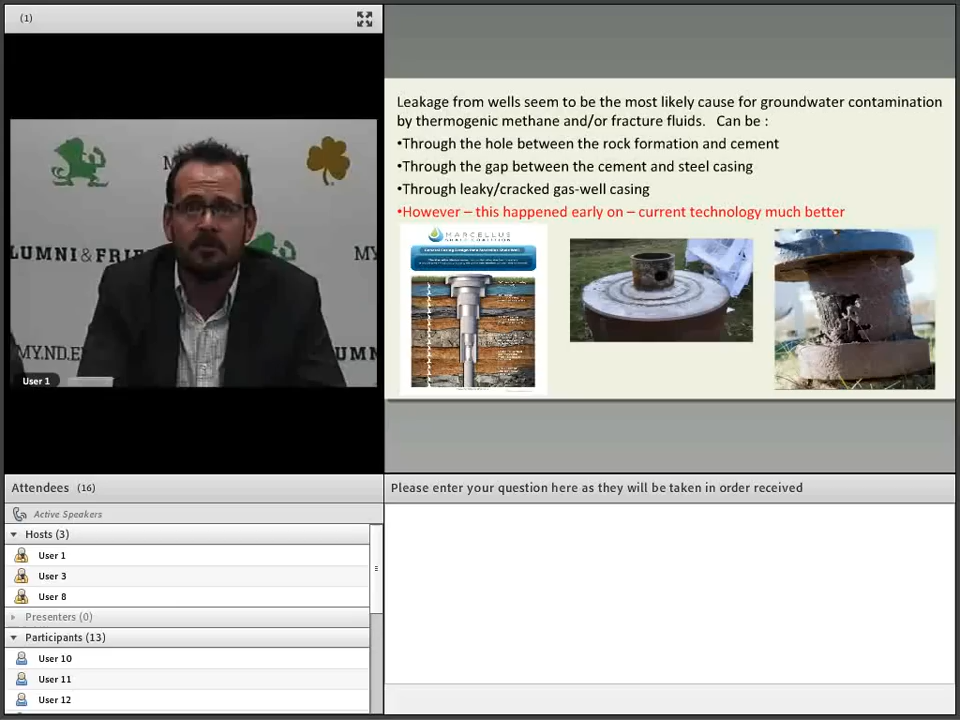 (1)
Leakage from wells seem to be the most likely cause for groundwater contamination
by thermogenic methane and/or fracture fluids. Can be :
•Through the hole between the rock formation and cement
•Through the gap between the cement and steel casing
•Through leaky/cracked gas-well casing
•However – this happened early on – current technology much better
MARCELLUS
SHALE COALITION
LUMNI & FRIE
MY
MY.ND.E
UMN
User 1
Attendees (16)
Active Speakers
Hosts (3)
User 1
User 3
User 8
Presenters (0)
Participants (13)
User 10
User 11
User 12
Please enter your question here as they will be taken in order received